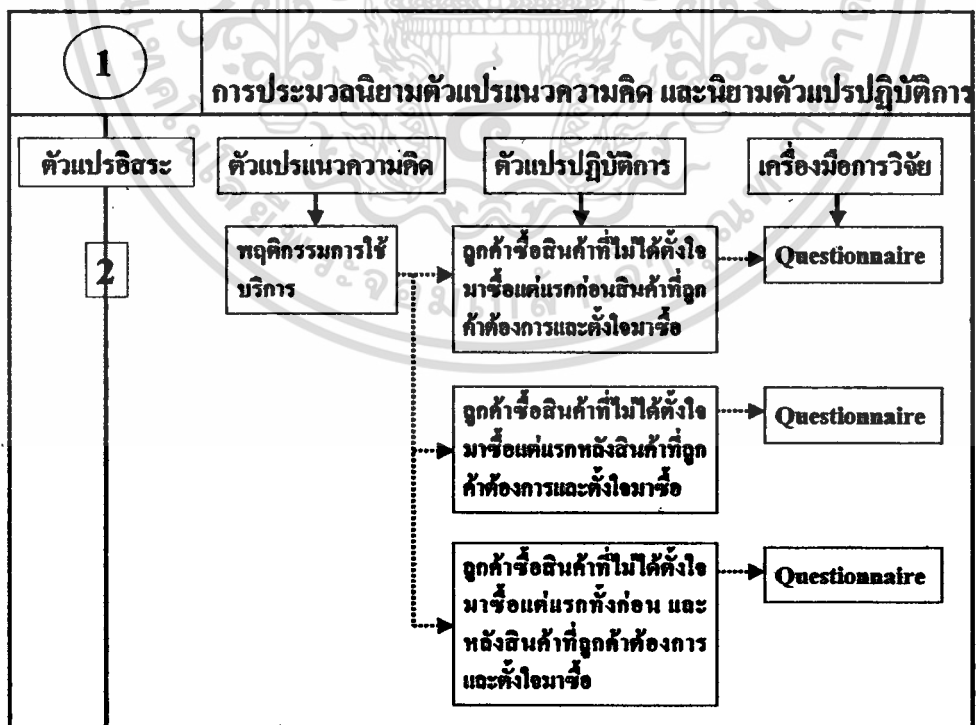 1
การประมวลนิยามตัวแปรแนวความคิด และนิยามตัวแปรปฏิบัติการ
ตัวแปรอิสระ
ตัวแปรแนวความคิด
ตัวแปรปฏิบัติการ
เครื่องมือการวิจัย
2
พฤติกรรมการใช้
บริการ
ลูกค้าซื้อสินค้าที่ไม่ได้ตั้งใจ
มาซื้อแต่แรกก่อนสินค้าที่ลูก
ค้าต้องการและตั้งใจมาซื้อ
Questionnaire
ลูกค้าซื้อสินค้าที่ไม่ได้ตั้งใจ
มาซื้อแต่แรกหลังสินค้าที่ลูก
ค้าต้องการและตั้งใจมาซื้อ
Questionnaire
ลูกค้าซื้อสินค้าที่ไม่ได้ตั้งใจ
มาซื้อแต่แรกทั้งก่อน และ
หลังสินค้าที่ลูกค้าต้องการ
และตั้งใจมาซื้อ
Questionnaire